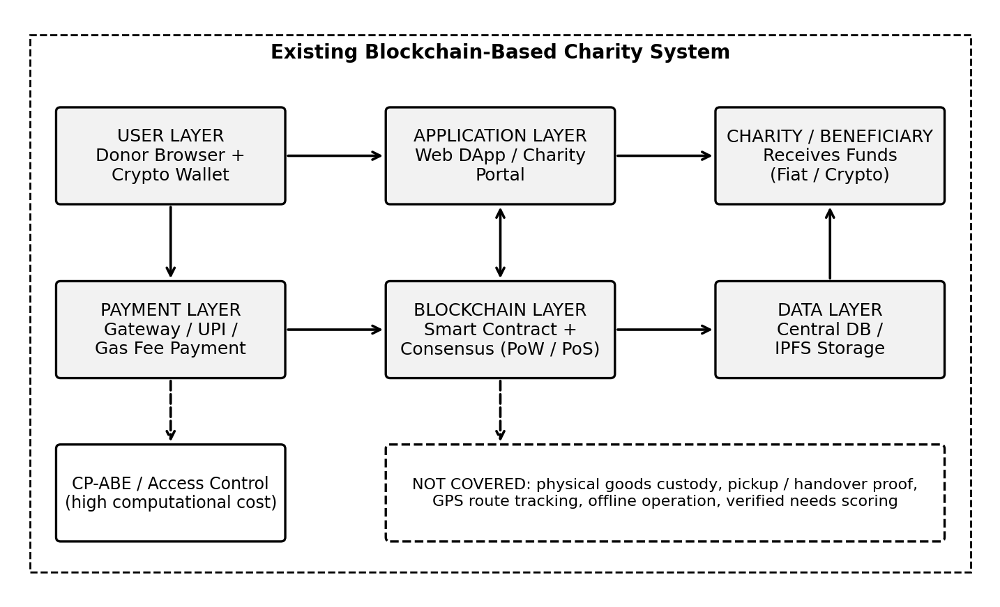 Existing Blockchain-Based Charity System
USER LAYER
Donor Browser +
Crypto Wallet
APPLICATION LAYER
Web DApp / Charity
Portal
CHARITY / BENEFICIARY
Receives Funds
(Fiat / Crypto)
PAYMENT LAYER
Gateway / UPI /
Gas Fee Payment
BLOCKCHAIN LAYER
Smart Contract +
Consensus (PoW / PoS)
DATA LAYER
Central DB /
IPFS Storage
CP-ABE / Access Control
(high computational cost)
NOT COVERED: physical goods custody, pickup / handover proof,
GPS route tracking, offline operation, verified needs scoring